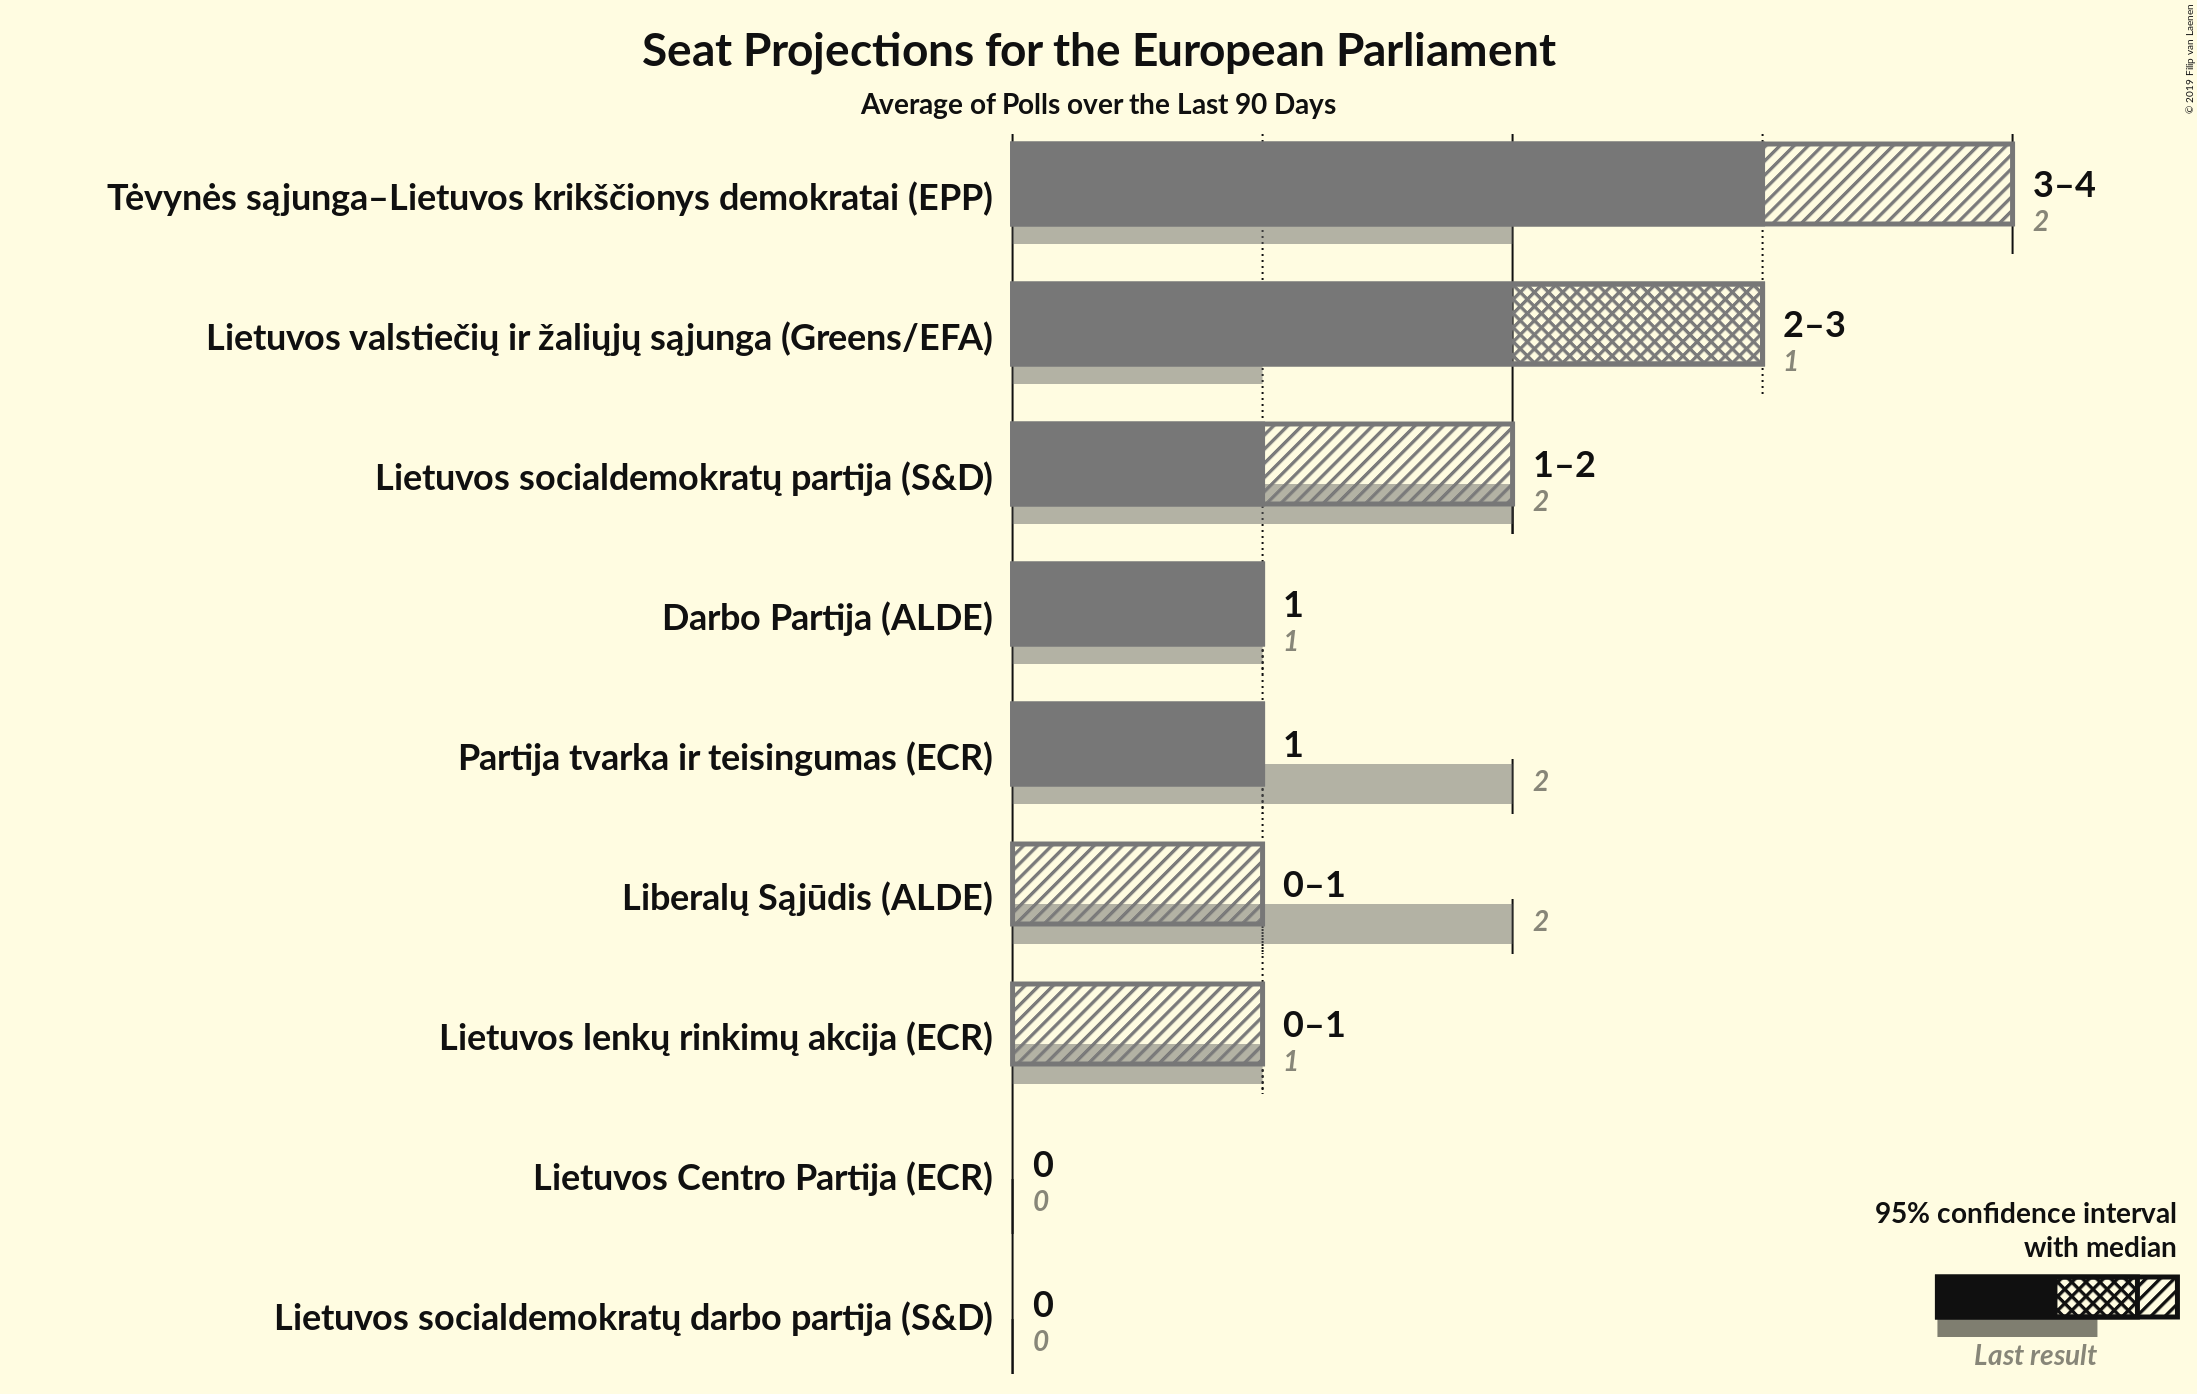 Seat Projections for the European Parliament
Average of Polls over the Last 90 Days
© 2019 Filip van Laenen
Tėvynės sąjunga–Lietuvos krikščionys demokratai (EPP)
3–4
2
Lietuvos valstiečių ir žaliųjų sąjunga (Greens/EFA)
2–3
1
Lietuvos socialdemokratų partija (S&D)
1–2
2
Darbo Partija (ALDE)
1
1
Partija tvarka ir teisingumas (ECR)
1
2
Liberalų Sąjūdis (ALDE)
0–1
2
Lietuvos lenkų rinkimų akcija (ECR)
0–1
1
Lietuvos Centro Partija (ECR)
0
0
Lietuvos socialdemokratų darbo partija (S&D)
0
0
95% confidence interval
with median
Last result